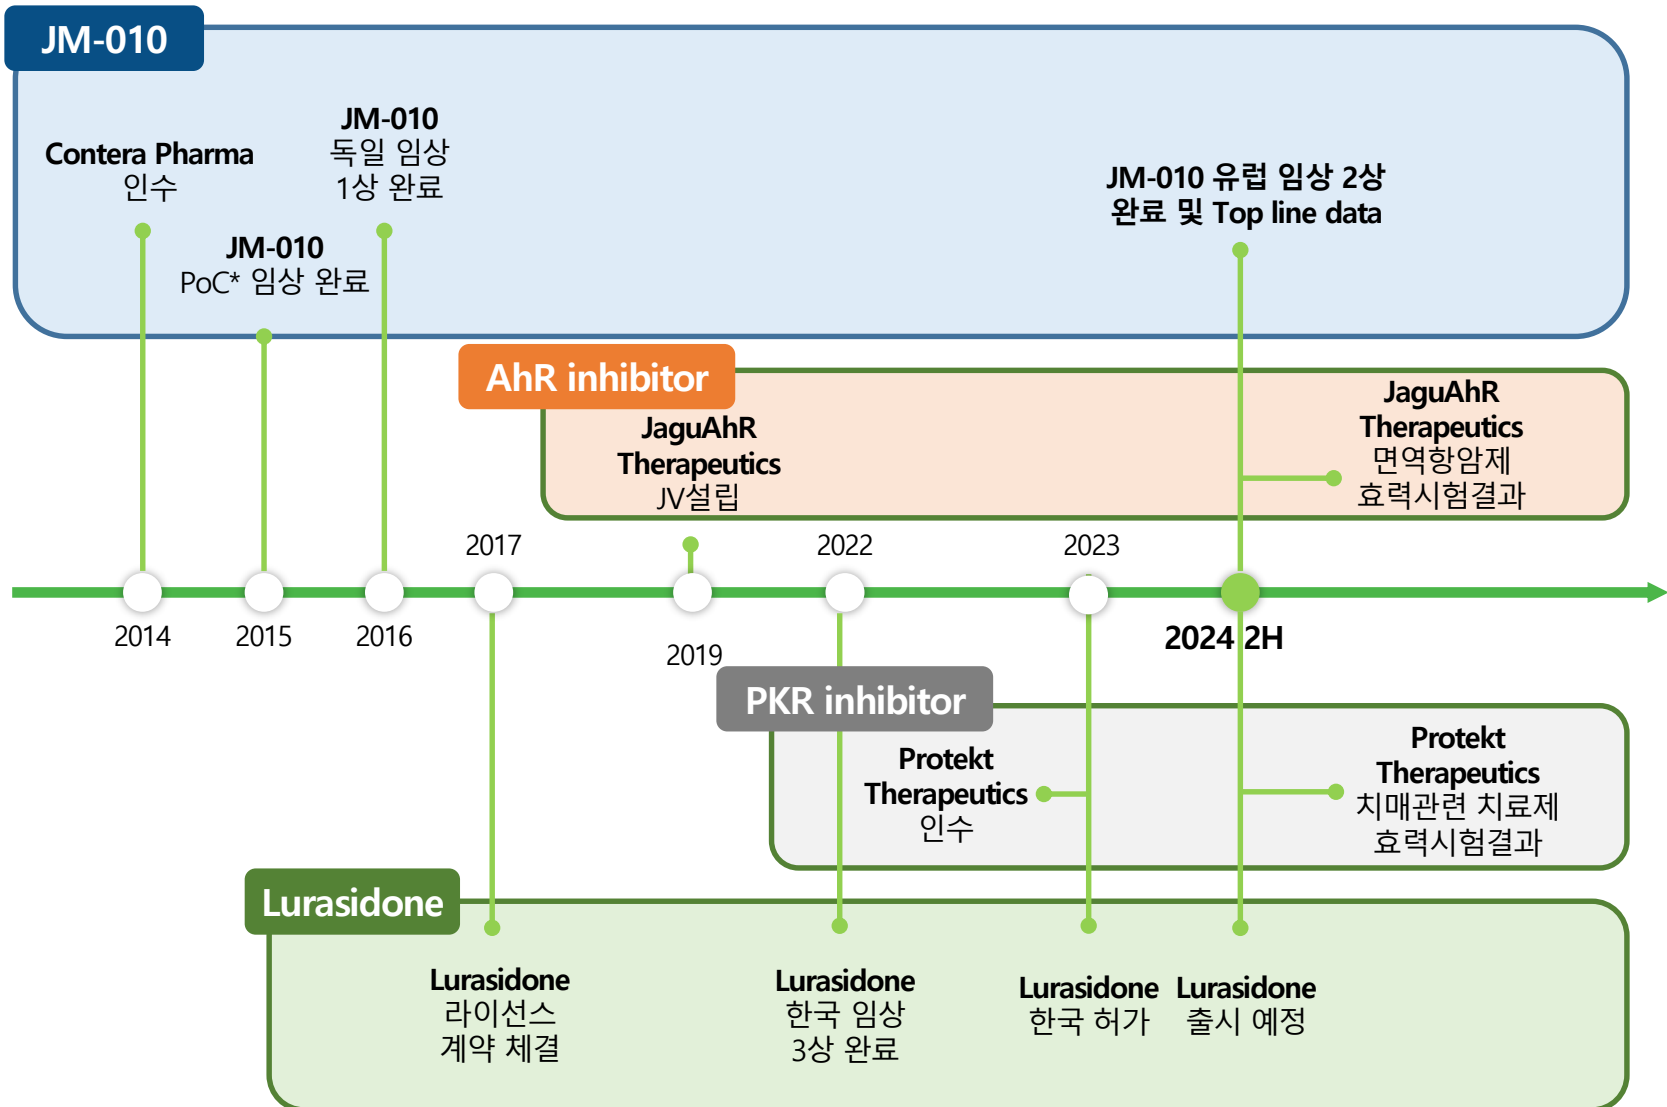 JM-010
Contera Pharma
인수
JM-010
PoC* 임상 완료
JM-010
독일 임상
1상 완료
JM-010 유럽 임상 2상
완료 및 Top line data
AhR inhibitor
JaguAhR
Therapeutics
JV설립
JaguAhR
Therapeutics
면역항암제
효력시험결과
2014
2015
2016
2017
2019
2022
2023
2024 2H
PKR inhibitor
Protekt
Therapeutics
인수
Protekt
Therapeutics
치매관련 치료제
효력시험결과
Lurasidone
Lurasidone
라이선스
계약 체결
Lurasidone
한국 임상
3상 완료
Lurasidone
한국 허가
Lurasidone
출시 예정